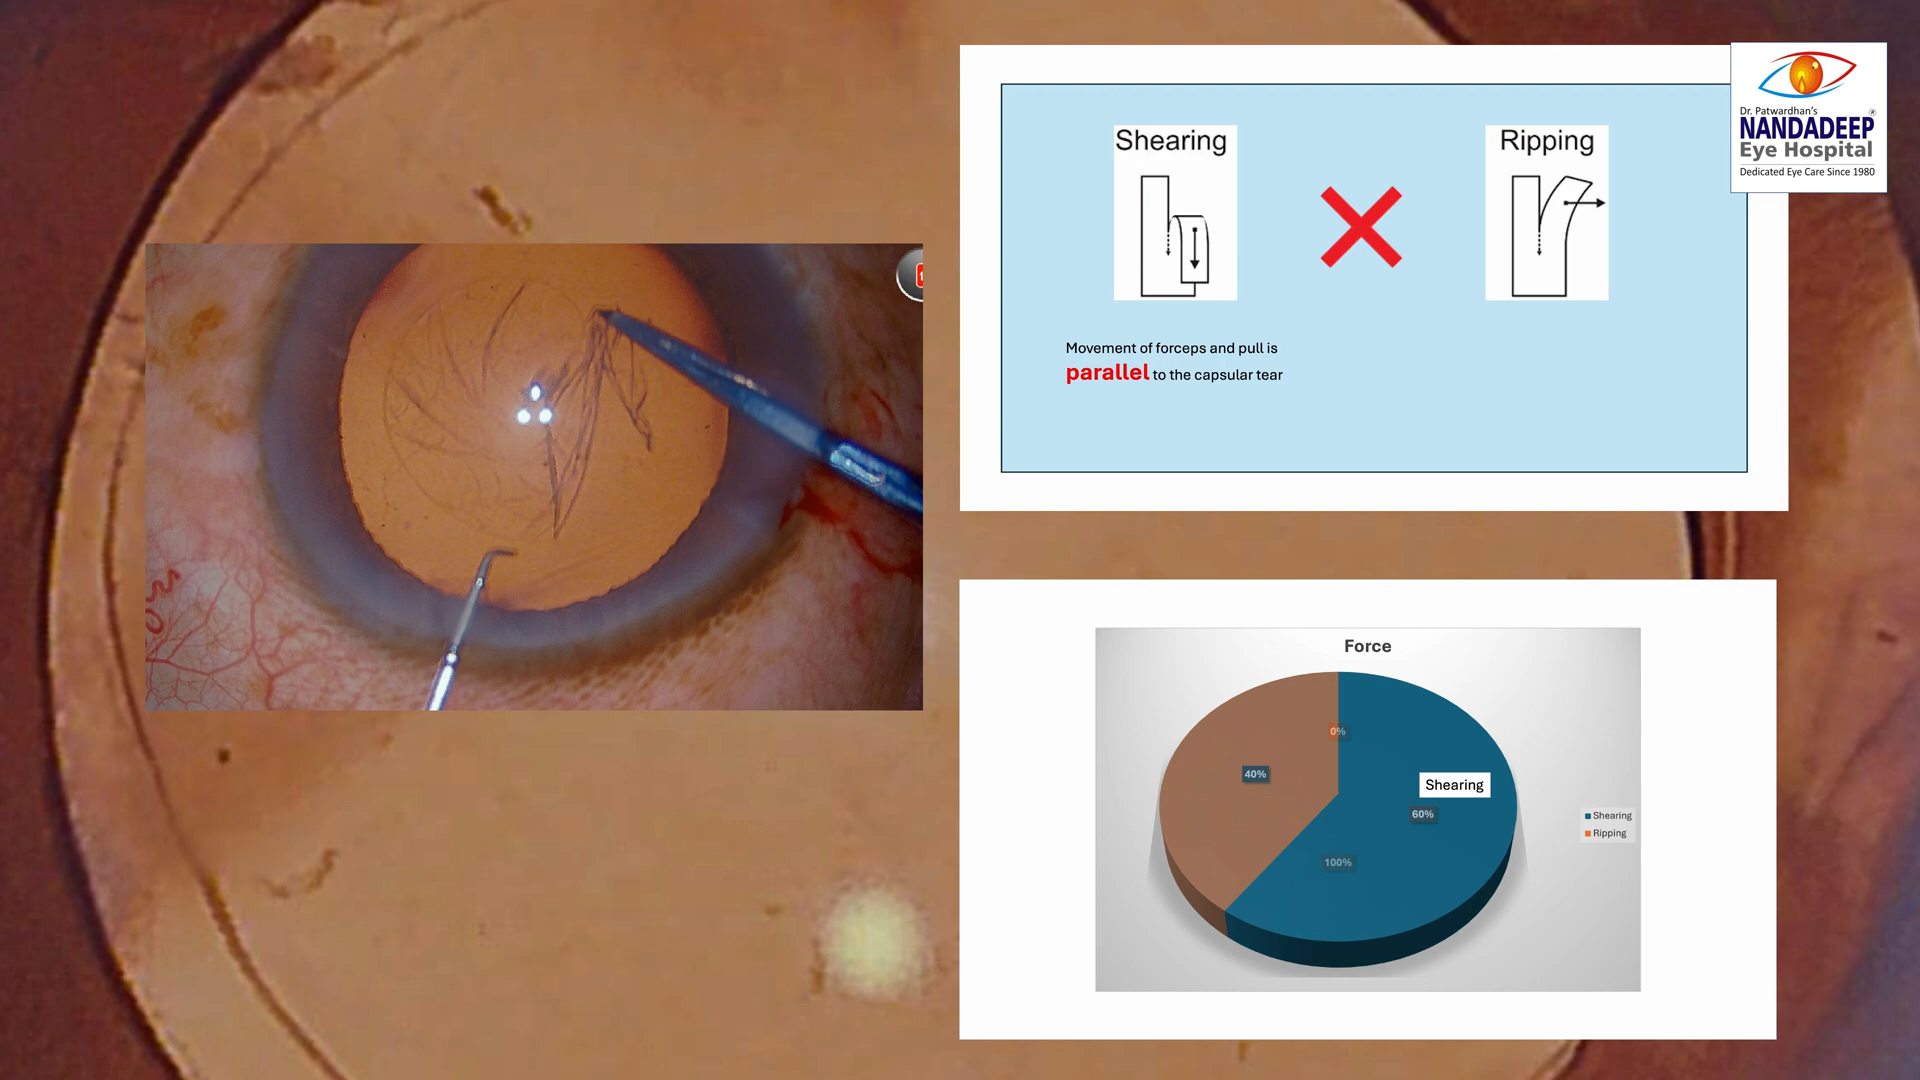 Shearing
Ripping
Dr. Patwardhan's
NANDADEEP®
Eye Hospital
Dedicated Eye Care Since 1980
Movement of forceps and pull is
parallel to the capsular tear
Force
0%
40%
Shearing
60%
100%
Shearing
Ripping